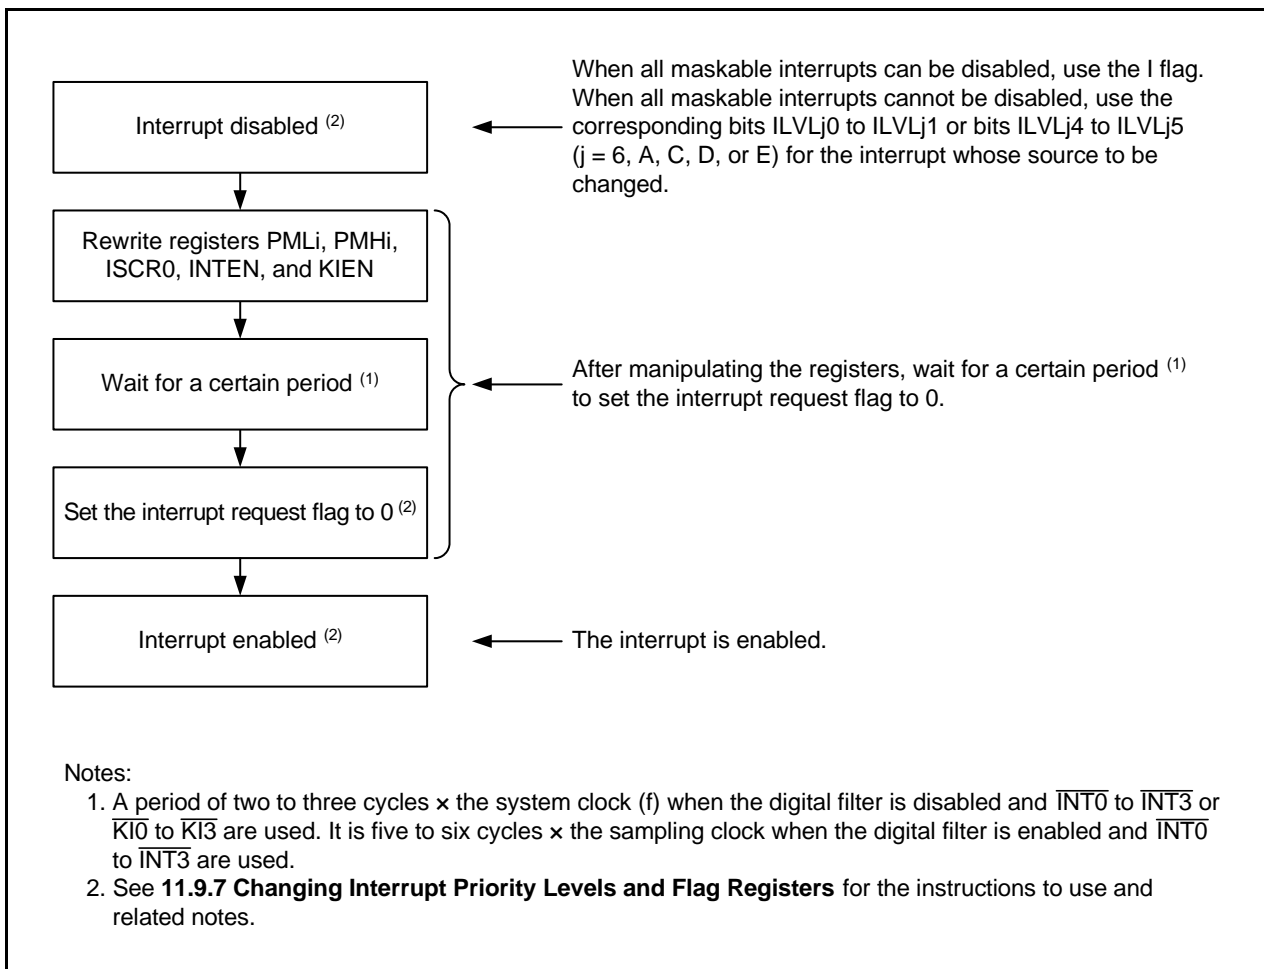 When all maskable interrupts can be disabled, use the I flag.
When all maskable interrupts cannot be disabled, use the
corresponding bits ILVLj0 to ILVLj1 or bits ILVLj4 to ILVLj5
(j = 6, A, C, D, or E) for the interrupt whose source to be
changed.
Interrupt disabled (2)
Rewrite registers PMLi, PMHi,
ISCR0, INTEN, and KIEN
Wait for a certain period (1)
After manipulating the registers, wait for a certain period (1)
to set the interrupt request flag to 0.
Set the interrupt request flag to 0 (2)
Interrupt enabled (2)
The interrupt is enabled.
Notes:
1. A period of two to three cycles × the system clock (f) when the digital filter is disabled and I̅N̅T̅0̅ to I̅N̅T̅3̅ or
K̅I̅0̅ to K̅I̅3̅ are used. It is five to six cycles × the sampling clock when the digital filter is enabled and I̅N̅T̅0̅
to I̅N̅T̅3̅ are used.
2. See 11.9.7 Changing Interrupt Priority Levels and Flag Registers for the instructions to use and
related notes.